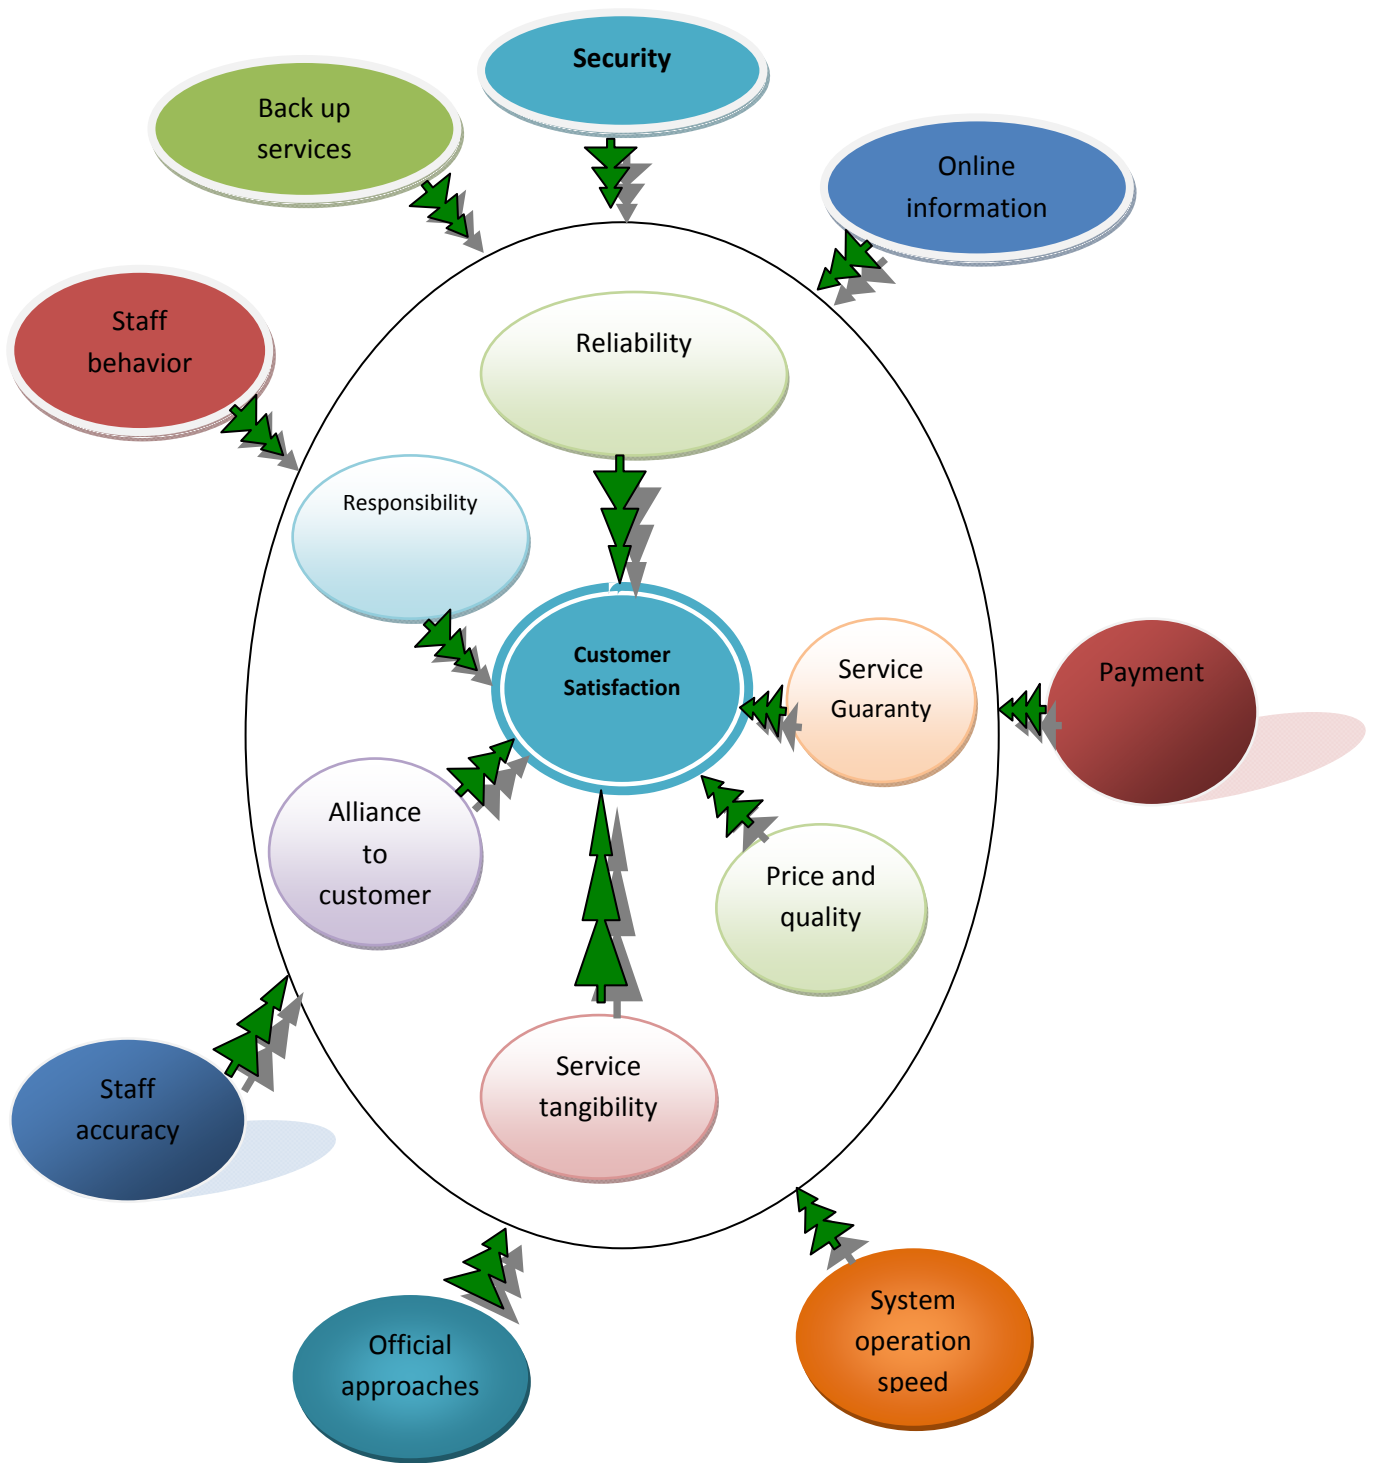 Security
Back up
services
Online
information
Staff
behavior
Reliability
Responsibility
Customer
Satisfaction
Service
Guaranty
Payment
Alliance
to
customer
Price and
quality
Service
tangibility
Staff
accuracy
System
operation
speed
Official
approaches